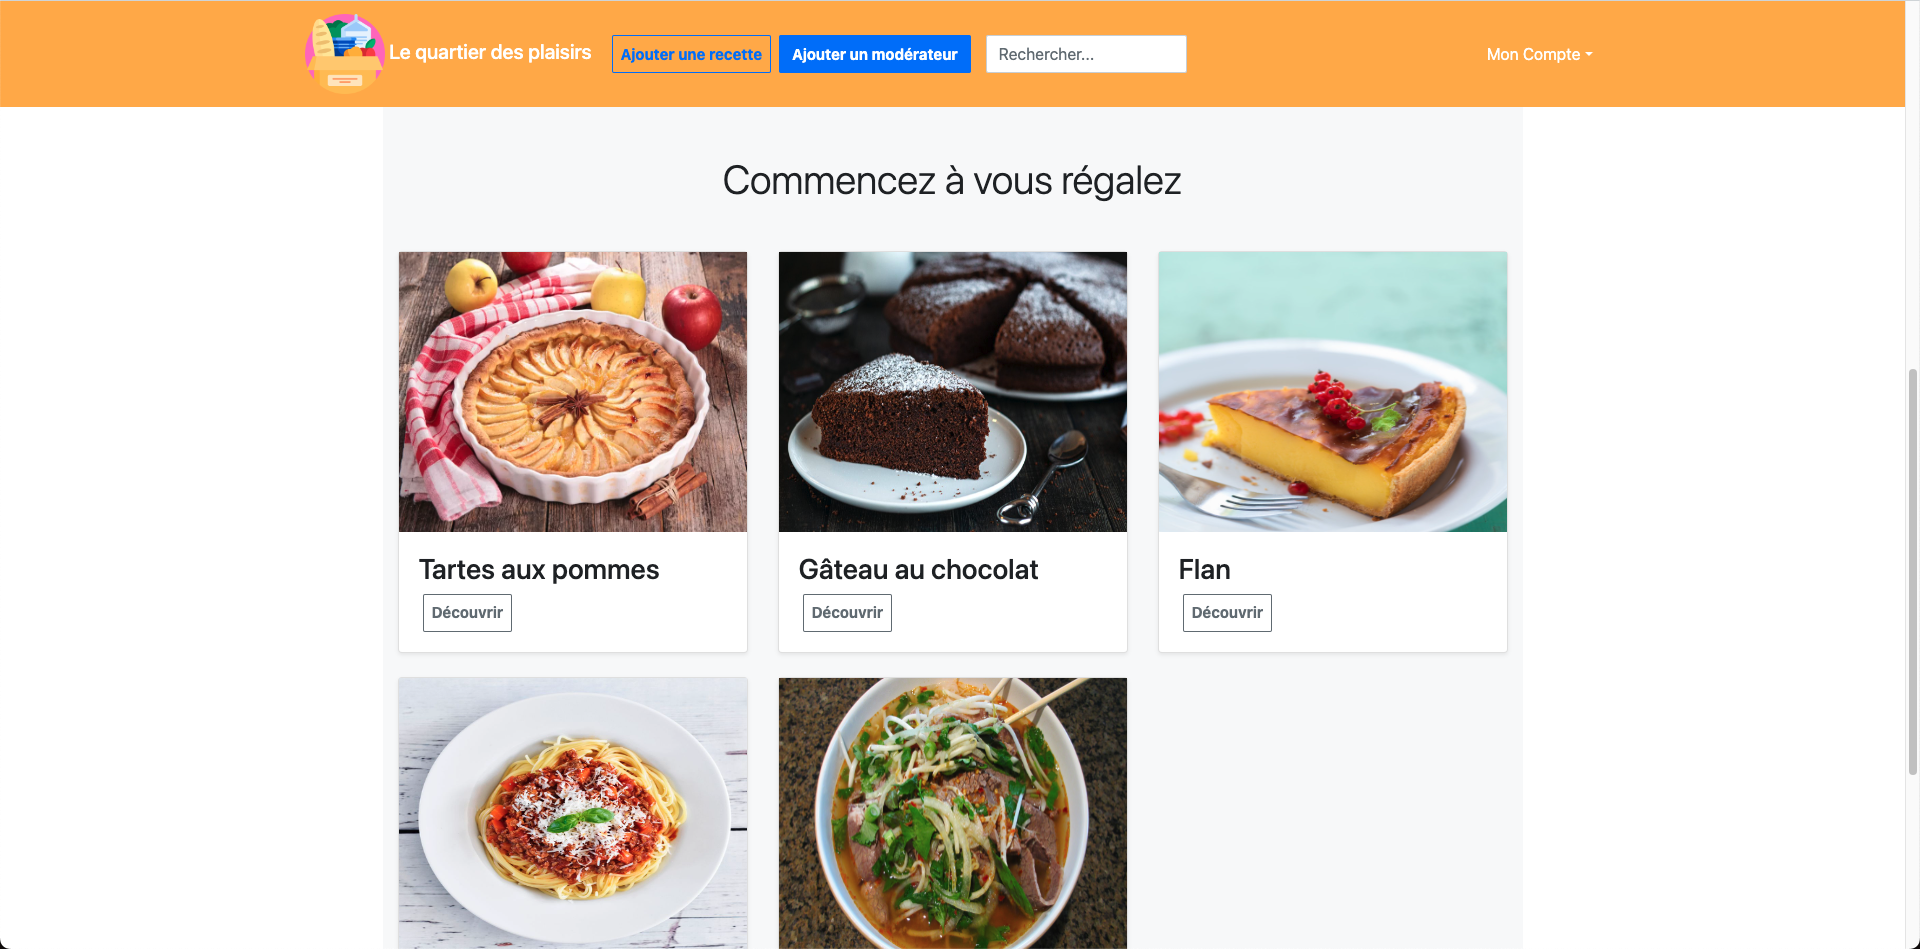 Le quartier des plaisirs
Ajouter une recette
Ajouter un modérateur
Rechercher...
Mon Compte
Commencez à vous régalez
Tartes aux pommes
Découvrir
Gâteau au chocolat
Découvrir
Flan
Découvrir